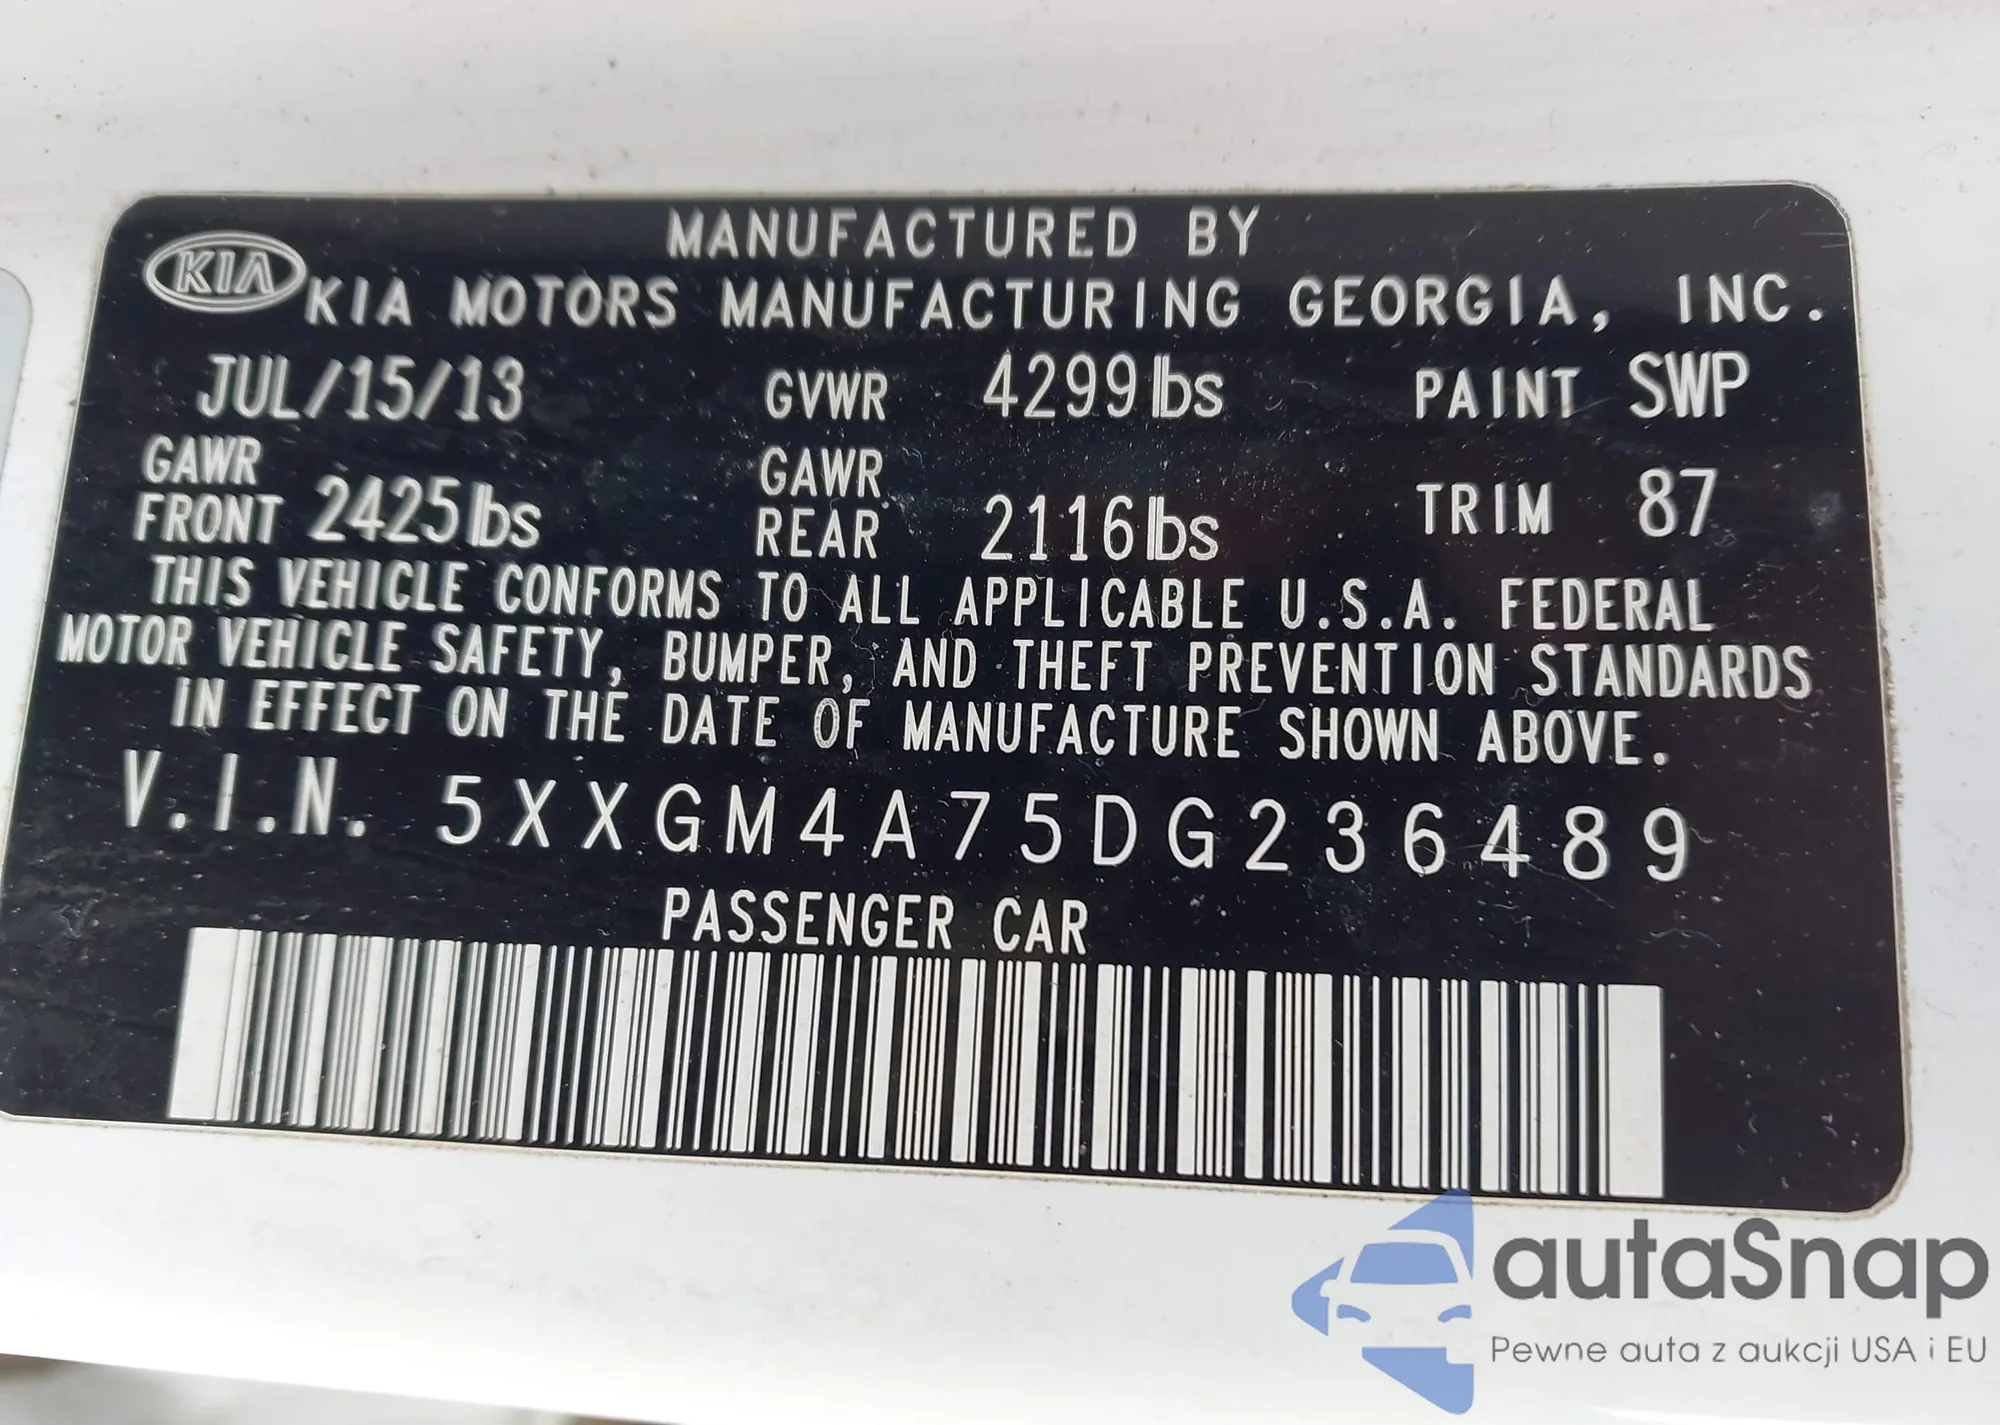 MANUFACTURED BY
KIA KIA MOTORS MANUFACTURING GEORGIA, INC.
JUL/15/13 GVWR 4299lbs PAINT SWP
GAWR FRONT 2425lbs GAWR REAR 2116lbs TRIM 87
THIS VEHICLE CONFORMS TO ALL APPLICABLE U.S.A. FEDERAL
MOTOR VEHICLE SAFETY, BUMPER, AND THEFT PREVENTION STANDARDS
IN EFFECT ON THE DATE OF MANUFACTURE SHOWN ABOVE.
V.I.N. 5XXGM4A75DG236489
PASSENGER CAR
autaSnap
Pewne auta z aukcji USA i EU